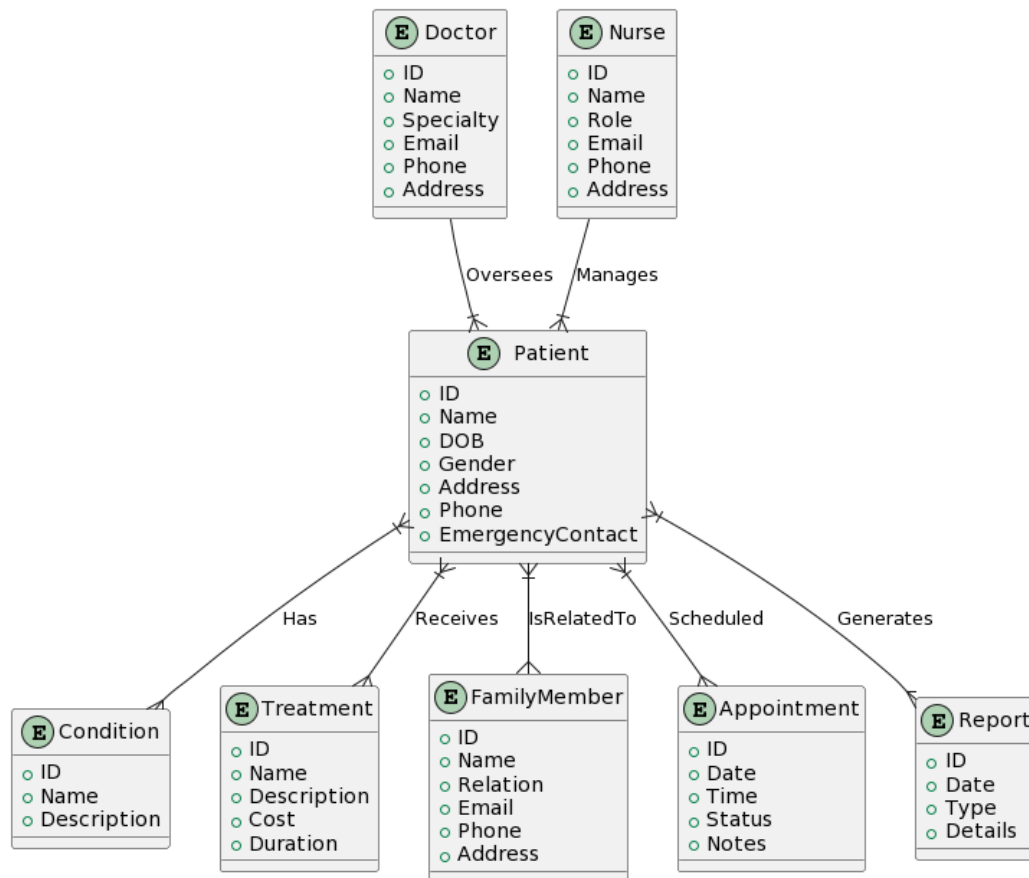 E Doctor
ID
Name
Specialty
Email
Phone
Address
E Nurse
ID
Name
Role
Email
Phone
Address
Oversees
Manages
E Patient
ID
Name
DOB
Gender
Address
Phone
EmergencyContact
Has
Receives
IsRelatedTo
Scheduled
Generates
E Condition
ID
Name
Description
E Treatment
ID
Name
Description
Cost
Duration
E FamilyMember
ID
Name
Relation
Email
Phone
Address
E Appointment
ID
Date
Time
Status
Notes
E Report
ID
Date
Type
Details